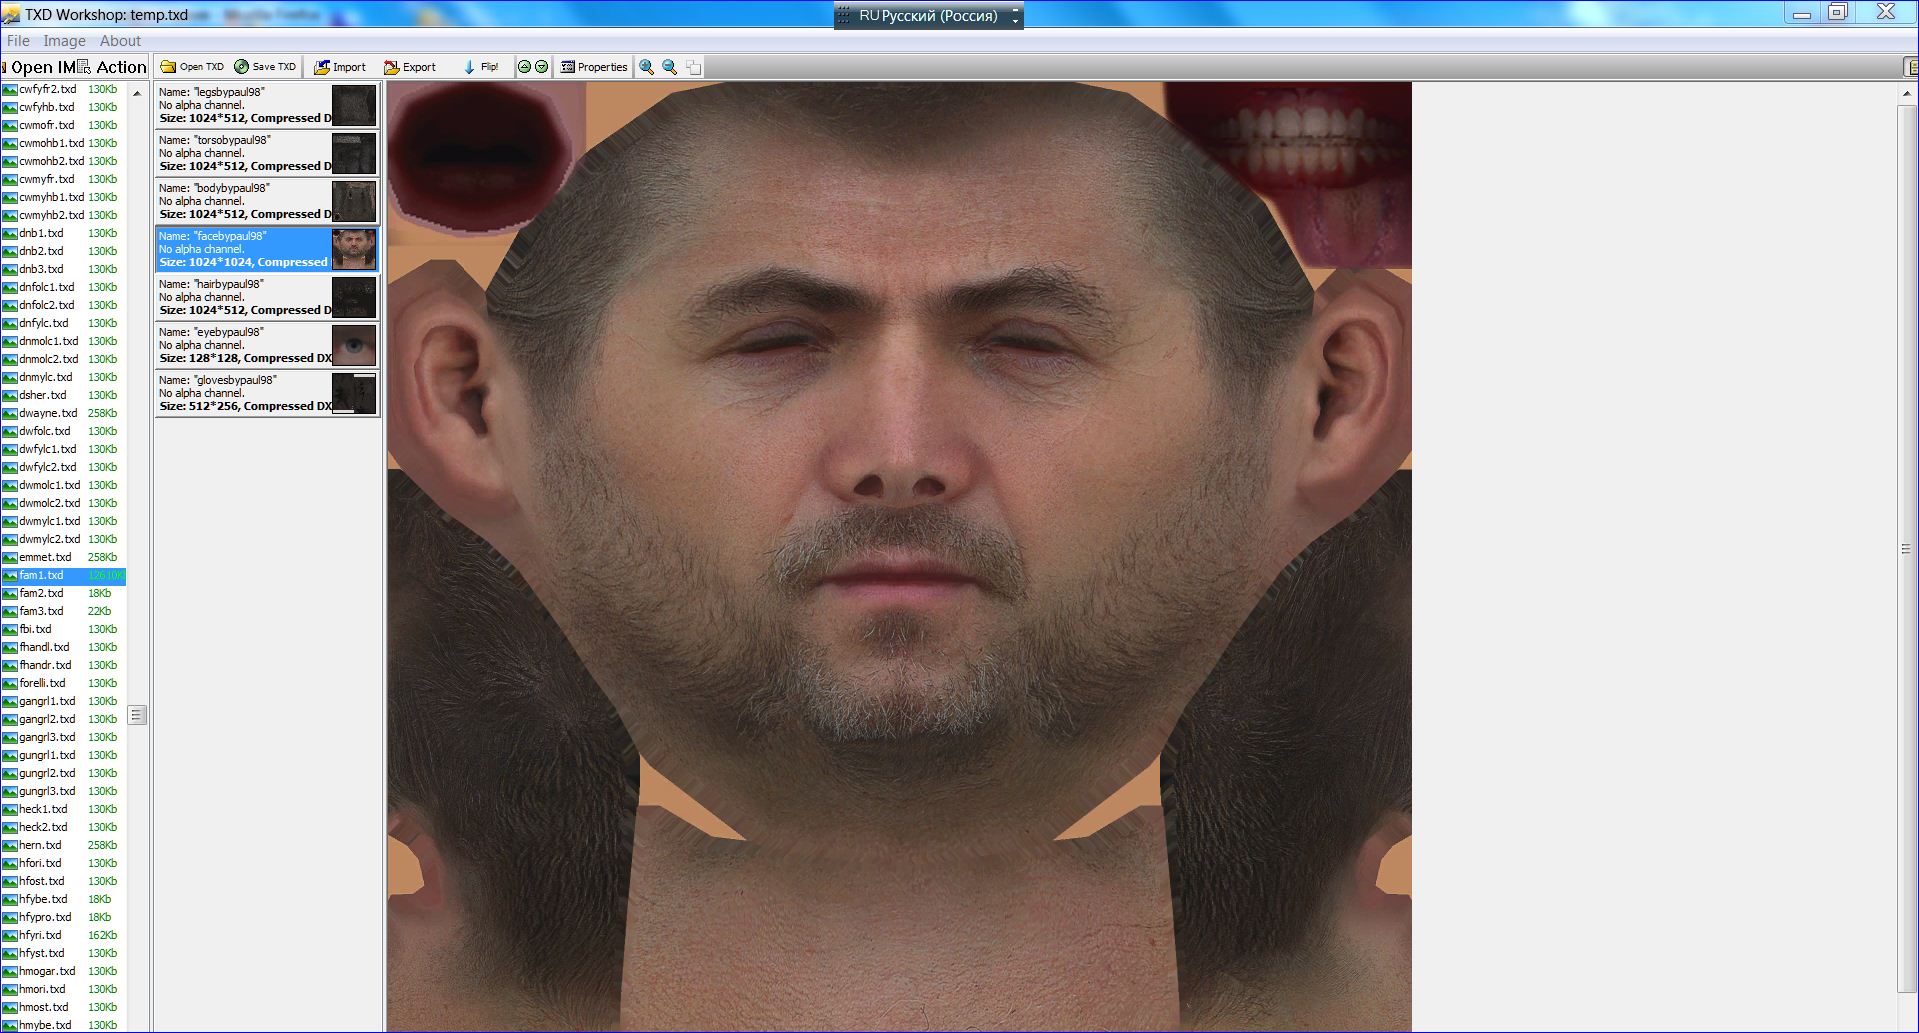 TXD Workshop: temp.txd
RU Русский (Россия)
File Image About
Open IM Action
Open TXD Save TXD Import Export Flip! Properties
cwfyfr2.txd 130Kb
cwfyhb.txd 130Kb
cwmofr.txd 130Kb
cwmohb1.txd 130Kb
cwmohb2.txd 130Kb
cwmyfr.txd 130Kb
cwmyhb1.txd 130Kb
cwmyhb2.txd 130Kb
dnb1.txd 130Kb
dnb2.txd 130Kb
dnb3.txd 130Kb
dnfolc1.txd 130Kb
dnfolc2.txd 130Kb
dnfylc.txd 130Kb
dnmolc1.txd 130Kb
dnmolc2.txd 130Kb
dnmylc.txd 130Kb
dsher.txd 130Kb
dwayne.txd 258Kb
dwfolc.txd 130Kb
dwfylc1.txd 130Kb
dwfylc2.txd 130Kb
dwmolc1.txd 130Kb
dwmolc2.txd 130Kb
dwmylc1.txd 130Kb
dwmylc2.txd 130Kb
emmet.txd 258Kb
fam1.txd 12610K
fam2.txd 18Kb
fam3.txd 22Kb
fbi.txd 130Kb
fhandl.txd 130Kb
fhandr.txd 130Kb
forelli.txd 130Kb
gangrl1.txd 130Kb
gangrl2.txd 130Kb
gangrl3.txd 130Kb
gungrl1.txd 130Kb
gungrl2.txd 130Kb
gungrl3.txd 130Kb
heck1.txd 130Kb
heck2.txd 130Kb
hern.txd 258Kb
hfori.txd 130Kb
hfost.txd 130Kb
hfybe.txd 18Kb
hfypro.txd 18Kb
hfyri.txd 162Kb
hfyst.txd 130Kb
hmogar.txd 130Kb
hmori.txd 130Kb
hmost.txd 130Kb
hmybe.txd 130Kb
Name: "legsbypaul98"
No alpha channel.
Size: 1024*512, Compressed D
Name: "torsobypaul98"
No alpha channel.
Size: 1024*512, Compressed D
Name: "bodybypaul98"
No alpha channel.
Size: 1024*512, Compressed D
Name: "facebypaul98"
No alpha channel.
Size: 1024*1024, Compressed
Name: "hairbypaul98"
No alpha channel.
Size: 1024*512, Compressed D
Name: "eyebypaul98"
No alpha channel.
Size: 128*128, Compressed DX
Name: "glovesbypaul98"
No alpha channel.
Size: 512*256, Compressed DX